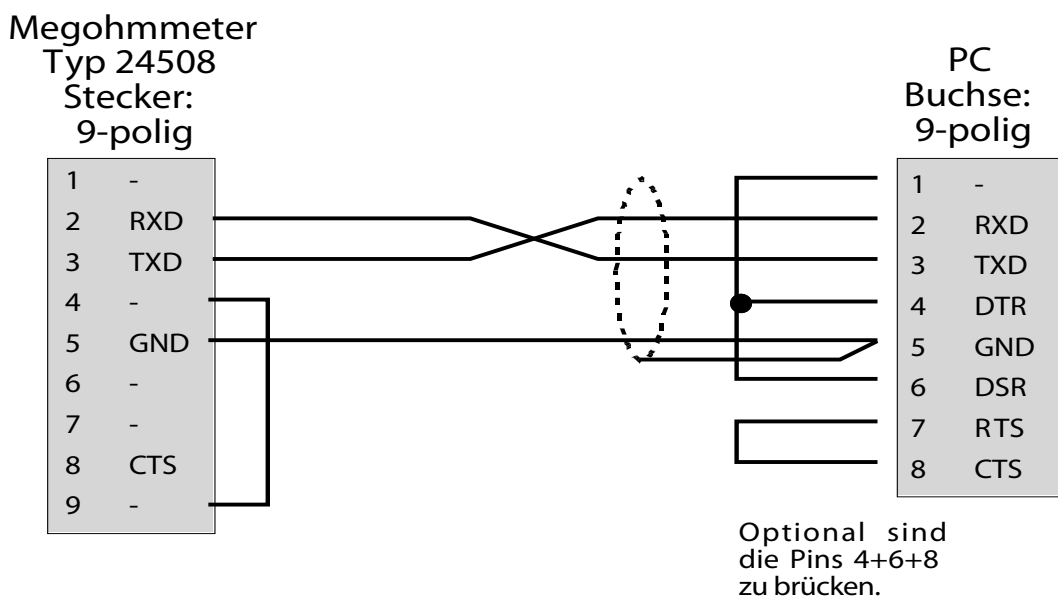 Megohmmeter
Typ 24508
Stecker:
9-polig
1 -
2 RXD
3 TXD
4 -
5 GND
6 -
7 -
8 CTS
9 -
PC
Buchse:
9-polig
1 -
2 RXD
3 TXD
4 DTR
5 GND
6 DSR
7 RTS
8 CTS
Optional sind
die Pins 4+6+8
zu brücken.